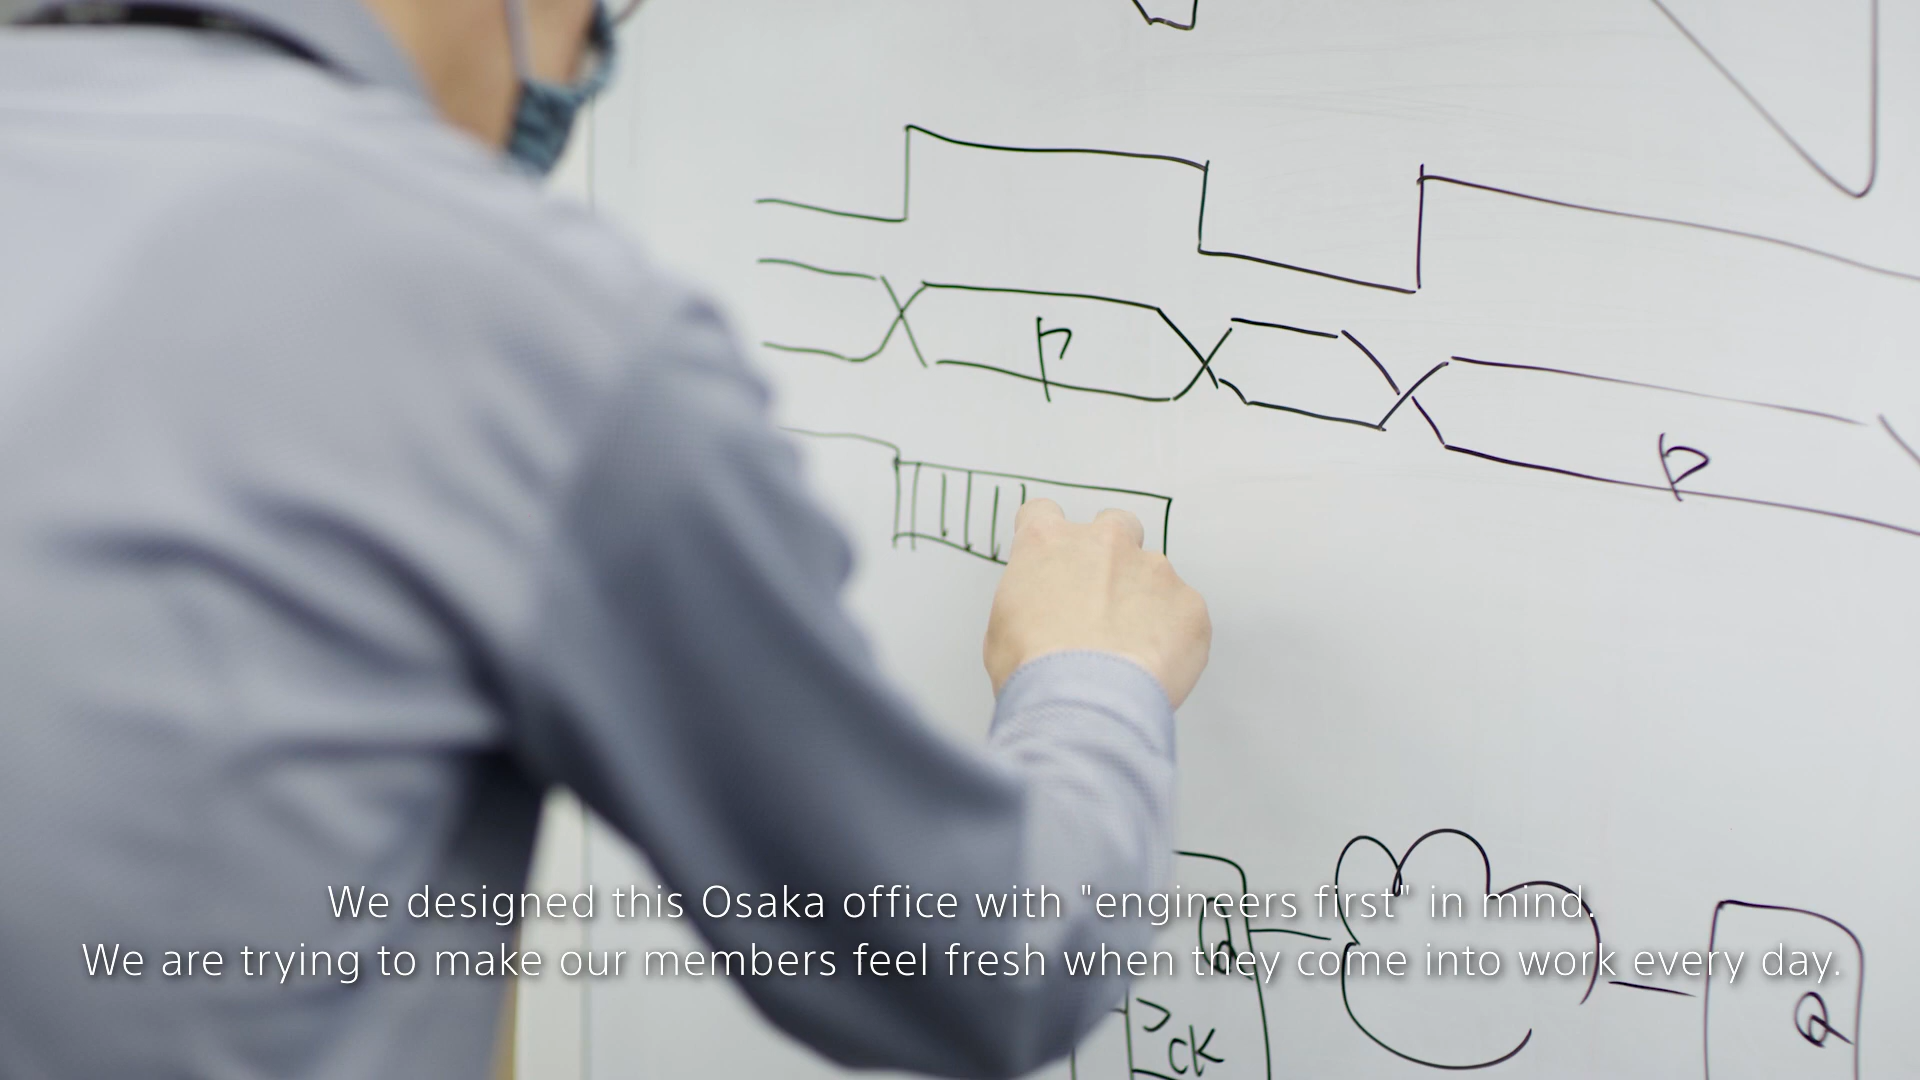 P
D
We designed this Osaka office with "engineers first" in mind.
We are trying to make our members feel fresh when they come into work every day.
Q
CK
Q